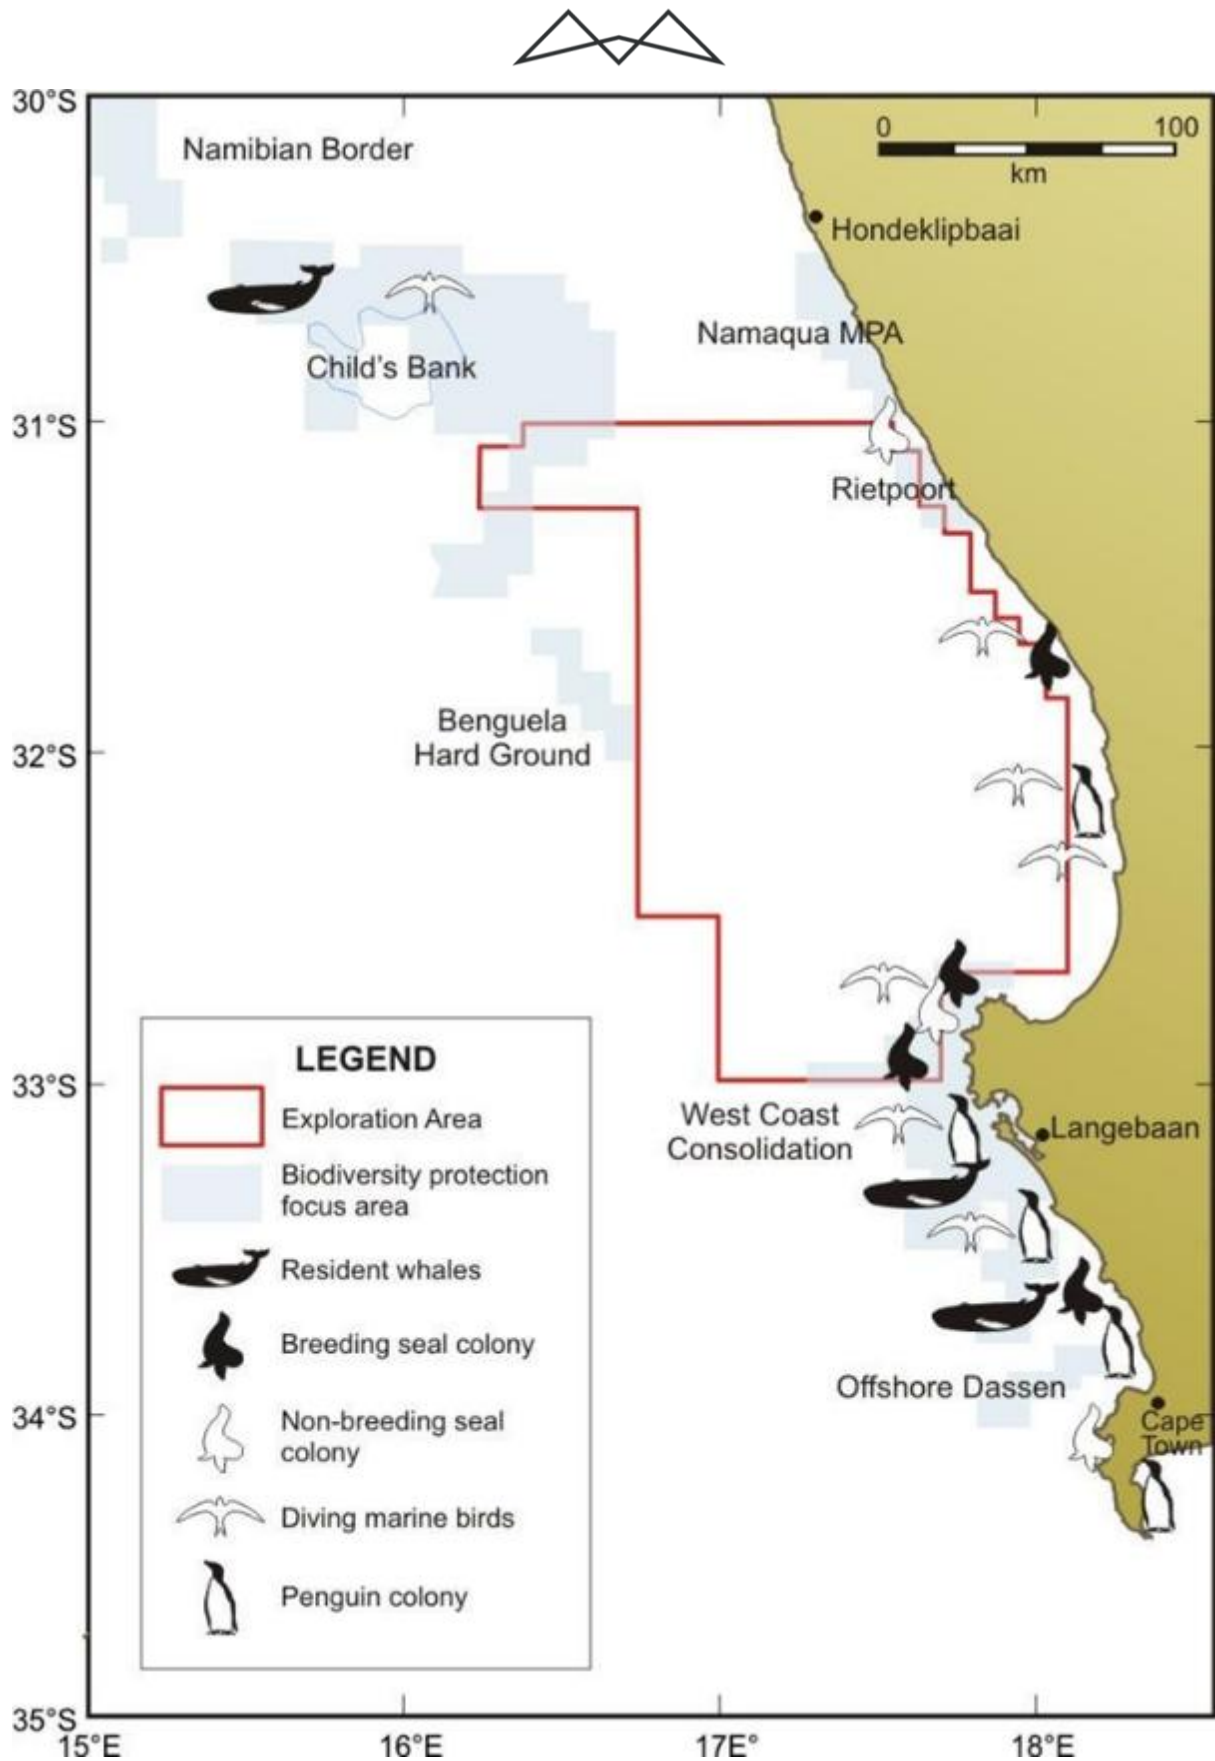 30°S
Namibian Border
0 100
km
Hondeklipbaai
Namaqua MPA
Child's Bank
31°S
Rietpoort
Benguela
Hard Ground
32°S
33°S
West Coast
Consolidation
Langebaan
Offshore Dassen
34°S
Cape
Town
LEGEND
Exploration Area
Biodiversity protection
focus area
Resident whales
Breeding seal colony
Non-breeding seal
colony
Diving marine birds
Penguin colony
35°S
15°E 16°E 17E° 18°E